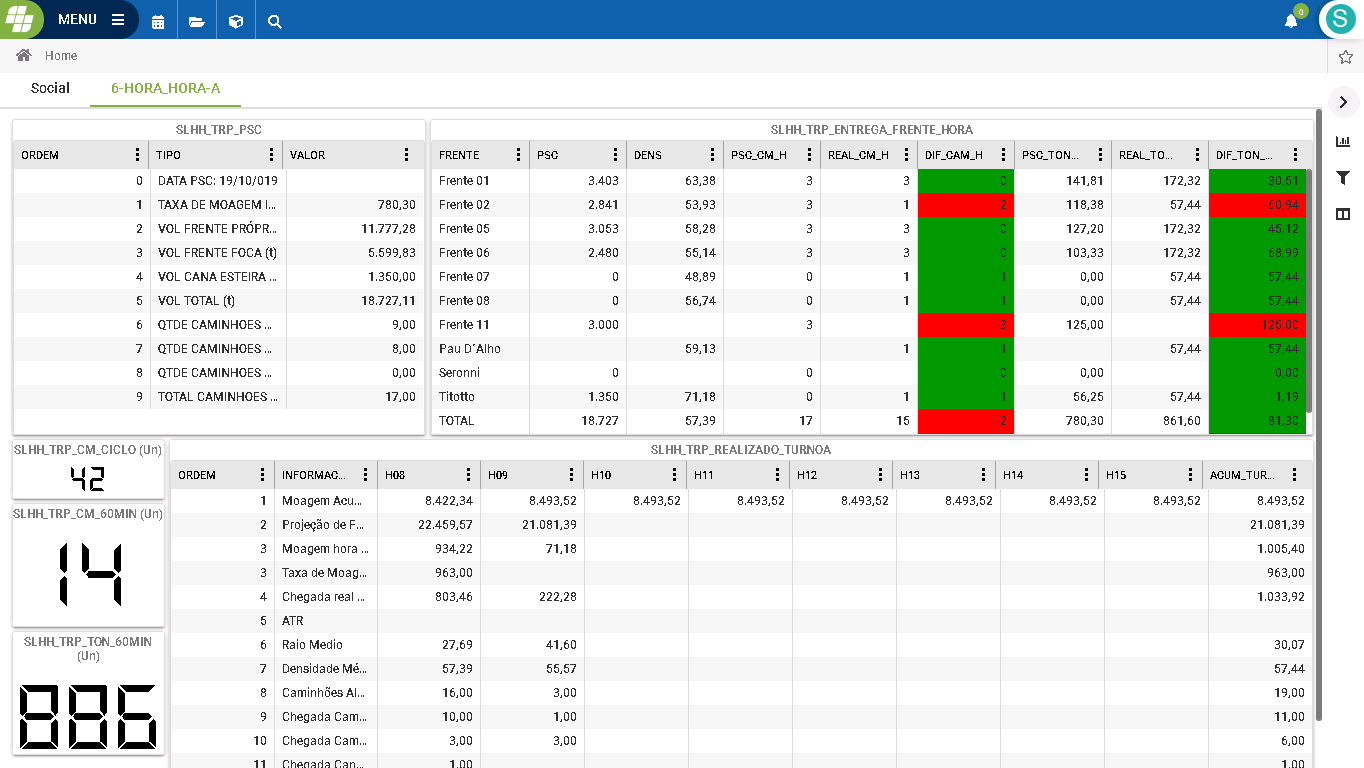 MENU
0
S
Home
Social 6-HORA_HORA-A
SLHH_TRP_PSC
ORDEM TIPO VALOR
0 DATA PSC: 19/10/019
1 TAXA DE MOAGEM I... 780,30
2 VOL FRENTE PRÓPR... 11.777,28
3 VOL FRENTE FOCA (t) 5.599,83
4 VOL CANA ESTEIRA ... 1.350,00
5 VOL TOTAL (t) 18.727,11
6 QTDE CAMINHOES ... 9,00
7 QTDE CAMINHOES ... 8,00
8 QTDE CAMINHOES ... 0,00
9 TOTAL CAMINHOES ... 17,00
SLHH_TRP_ENTREGA_FRENTE_HORA
FRENTE PSC DENS PSC_CM_H REAL_CM_H DIF_CAM_H PSC_TON... REAL_TO... DIF_TON_...
Frente 01 3.403 63,38 3 3 0 141,81 172,32 30,51
Frente 02 2.841 53,93 3 1 -2 118,38 57,44 -60,94
Frente 05 3.053 58,28 3 3 0 127,20 172,32 45,12
Frente 06 2.480 55,14 3 3 0 103,33 172,32 68,99
Frente 07 0 48,89 0 1 1 0,00 57,44 57,44
Frente 08 0 56,74 0 1 1 0,00 57,44 57,44
Frente 11 3.000 3 -3 125,00 -125,00
Pau D´Alho 59,13 1 1 57,44 57,44
Seronni 0 0 0 0,00 0,00
Titotto 1.350 71,18 0 1 1 56,25 57,44 1,19
TOTAL 18.727 57,39 17 15 -2 780,30 861,60 81,30
SLHH_TRP_CM_CICLO (Un)
42
SLHH_TRP_CM_60MIN (Un)
14
SLHH_TRP_TON_60MIN
(Un)
886
SLHH_TRP_REALIZADO_TURNOA
ORDEM INFORMAC... H08 H09 H10 H11 H12 H13 H14 H15 ACUM_TUR...
1 Moagem Acu... 8.422,34 8.493,52 8.493,52 8.493,52 8.493,52 8.493,52 8.493,52 8.493,52 8.493,52
2 Projeção de F... 22.459,57 21.081,39 21.081,39
3 Moagem hora ... 934,22 71,18 1.005,40
3 Taxa de Moag... 963,00 963,00
4 Chegada real ... 803,46 222,28 1.033,92
5 ATR
6 Raio Medio 27,69 41,60 30,07
7 Densidade Mé... 57,39 55,57 57,44
8 Caminhões Al... 16,00 3,00 19,00
9 Chegada Cam... 10,00 1,00 11,00
10 Chegada Cam... 3,00 3,00 6,00
11 Chegada Can... 1,00 1,00